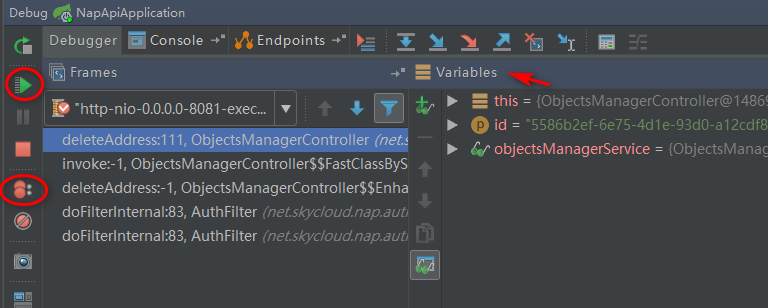 Debug NapApiApplication
Debugger Console Endpoints
Frames
Variables
"http-nio-0.0.0.0-8081-exec...
deleteAddress:111, ObjectsManagerController (net.s
invoke:-1, ObjectsManagerController$$FastClassByS
deleteAddress:-1, ObjectsManagerController$$Enha
doFilterInternal:83, AuthFilter (net.skycloud.nap.auth
doFilterInternal:83, AuthFilter (net.skycloud.nap.auth
this = {ObjectsManagerController@14869
id = "5586b2ef-6e75-4d1e-93d0-a12cdf8
objectsManagerService = {ObjectsManag